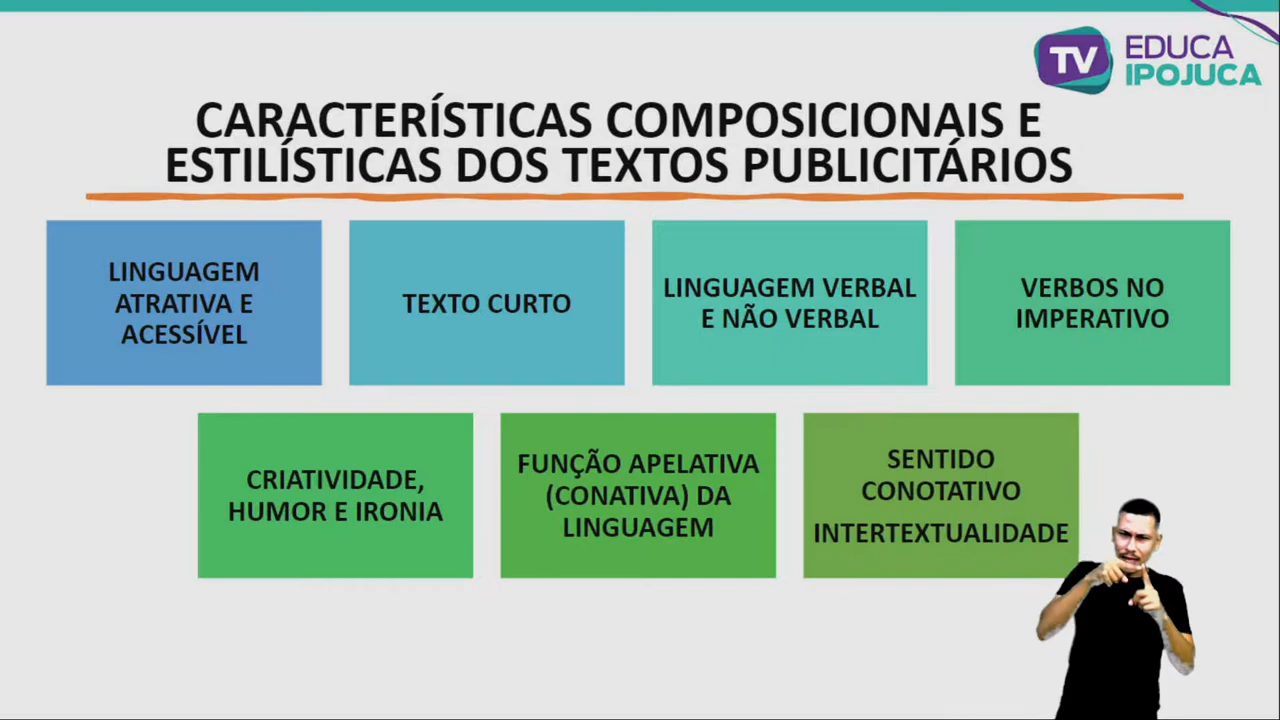 TV EDUCA
IPOJUCA
CARACTERÍSTICAS COMPOSICIONAIS E
ESTILÍSTICAS DOS TEXTOS PUBLICITÁRIOS
LINGUAGEM
ATRATIVA E
ACESSÍVEL
TEXTO CURTO
LINGUAGEM VERBAL
E NÃO VERBAL
VERBOS NO
IMPERATIVO
CRIATIVIDADE,
HUMOR E IRONIA
FUNÇÃO APELATIVA
(CONATIVA) DA
LINGUAGEM
SENTIDO
CONOTATIVO
INTERTEXTUALIDADE